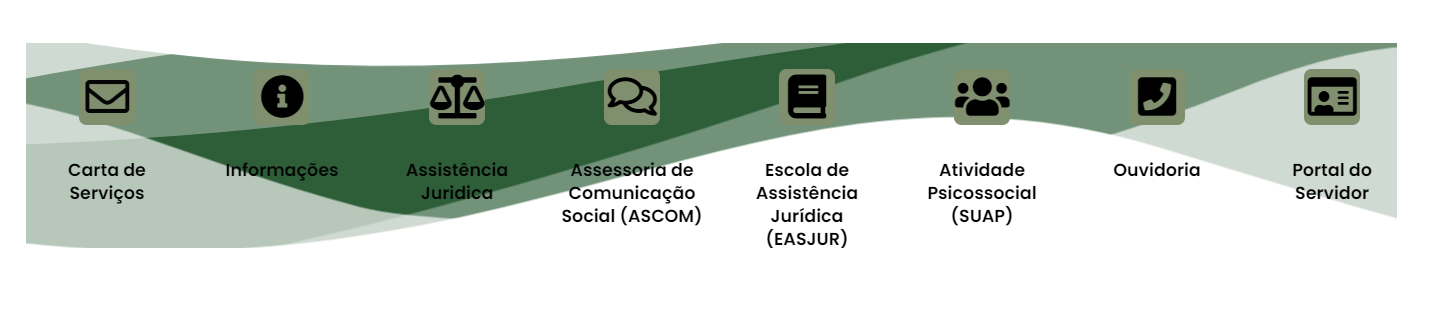 Carta de
Serviços
Informações
Assistência
Juridica
Assessoria de
Comunicação
Social (ASCOM)
Escola de
Assistência
Jurídica
(EASJUR)
Atividade
Psicossocial
(SUAP)
Ouvidoria
Portal do
Servidor